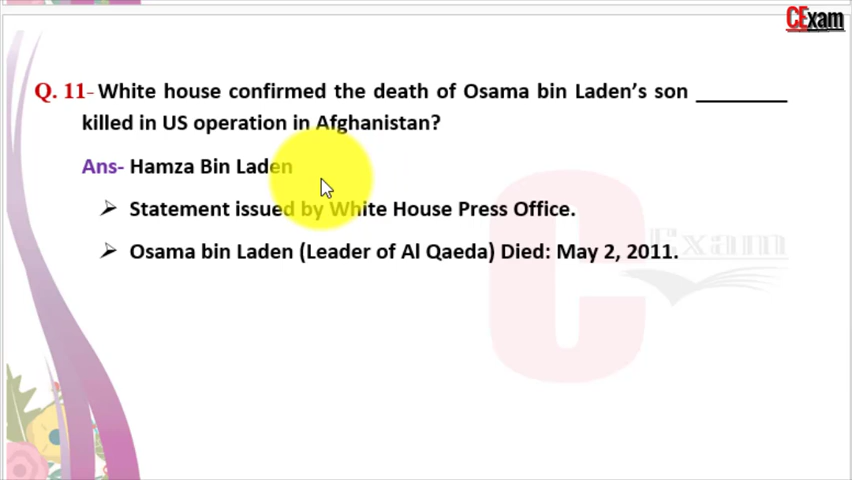 CExam
Q. 11- White house confirmed the death of Osama bin Laden's son ________
killed in US operation in Afghanistan?
Ans- Hamza Bin Laden
➢ Statement issued by White House Press Office.
➢ Osama bin Laden (Leader of Al Qaeda) Died: May 2, 2011.
C Exam